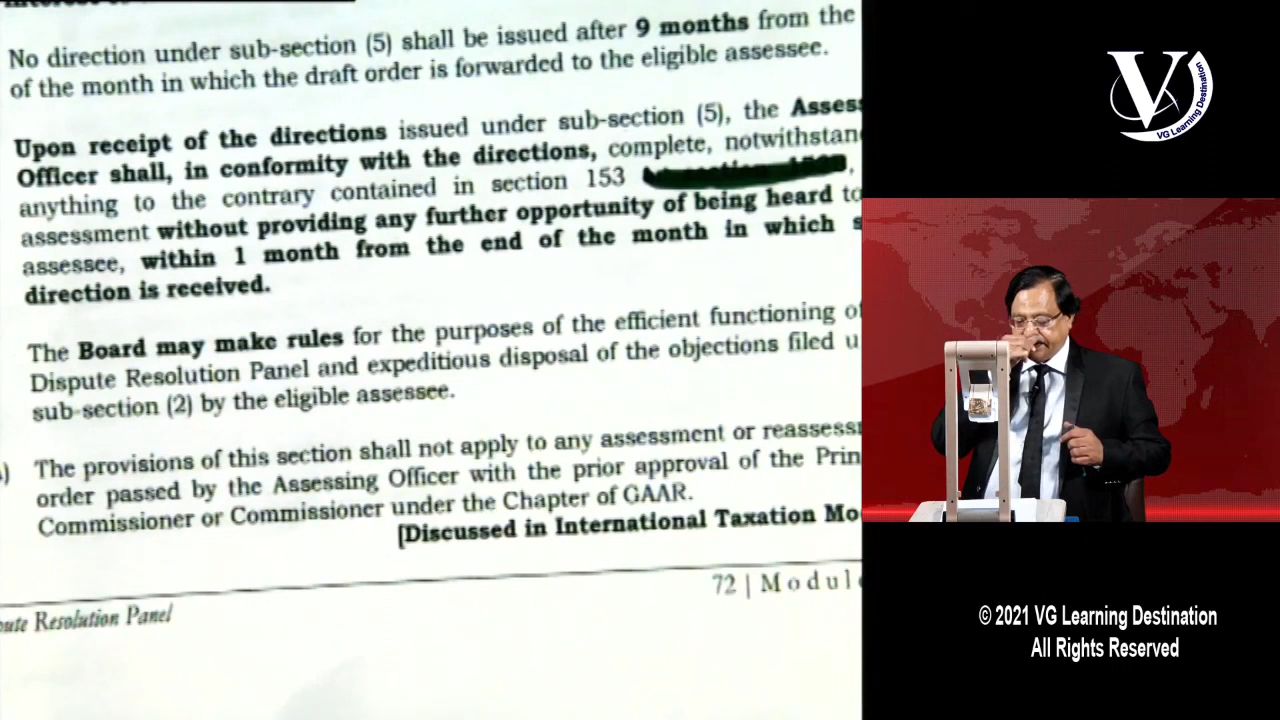 No direction under sub-section (5) shall be issued after 9 months from the
of the month in which the draft order is forwarded to the eligible assessee.
Upon receipt of the directions issued under sub-section (5), the Assess
Officer shall, in conformity with the directions, complete, notwithstan
anything to the contrary contained in section 153
assessment without providing any further opportunity of being heard to
assessee, within 1 month from the end of the month in which s
direction is received.
The Board may make rules for the purposes of the efficient functioning of
Dispute Resolution Panel and expeditious disposal of the objections filed u
sub-section (2) by the eligible assessee.
) The provisions of this section shall not apply to any assessment or reassess
order passed by the Assessing Officer with the prior approval of the Prin
Commissioner or Commissioner under the Chapter of GAAR.
[Discussed in International Taxation Mo
72 | Modul
ute Resolution Panel
V
VG Learning Destination
© 2021 VG Learning Destination
All Rights Reserved